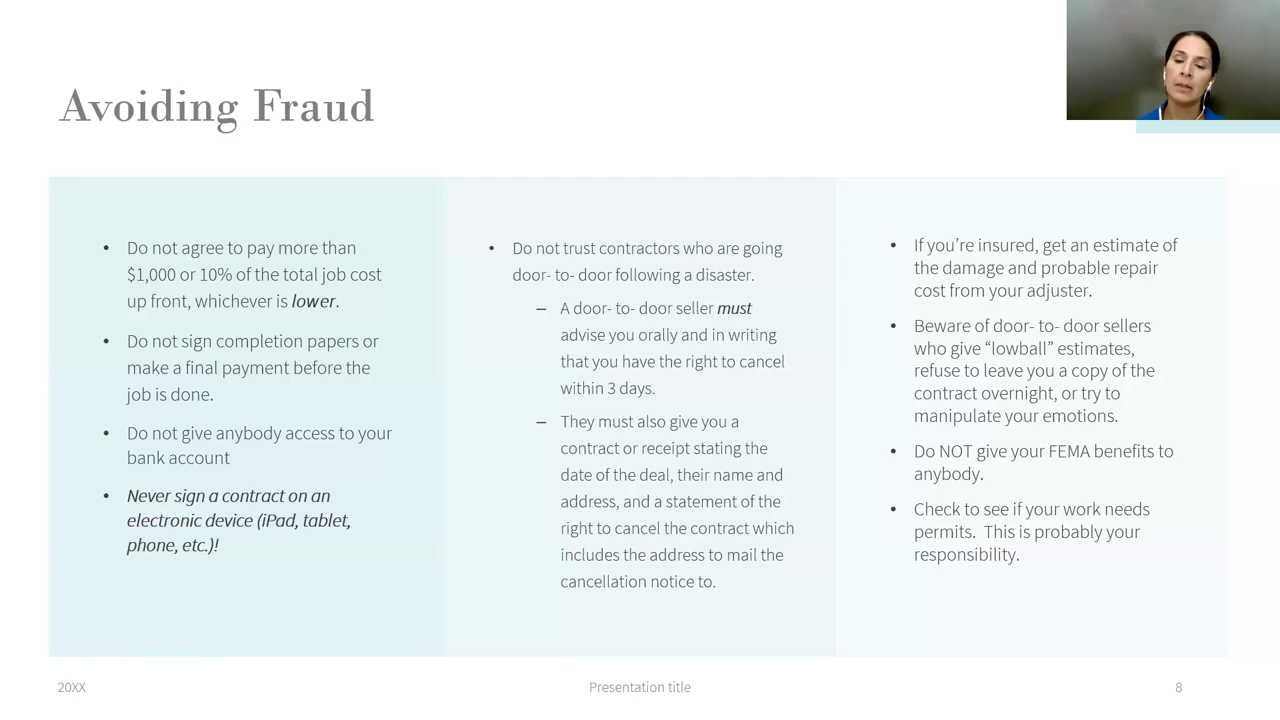 Avoiding Fraud
• Do not agree to pay more than
$1,000 or 10% of the total job cost
up front, whichever is lower.
• Do not sign completion papers or
make a final payment before the
job is done.
• Do not give anybody access to your
bank account
• Never sign a contract on an
electronic device (iPad, tablet,
phone, etc.)!
• Do not trust contractors who are going
door- to- door following a disaster.
– A door- to- door seller must
advise you orally and in writing
that you have the right to cancel
within 3 days.
– They must also give you a
contract or receipt stating the
date of the deal, their name and
address, and a statement of the
right to cancel the contract which
includes the address to mail the
cancellation notice to.
• If you’re insured, get an estimate of
the damage and probable repair
cost from your adjuster.
• Beware of door- to- door sellers
who give “lowball” estimates,
refuse to leave you a copy of the
contract overnight, or try to
manipulate your emotions.
• Do NOT give your FEMA benefits to
anybody.
• Check to see if your work needs
permits.  This is probably your
responsibility.
20XX
Presentation title
8